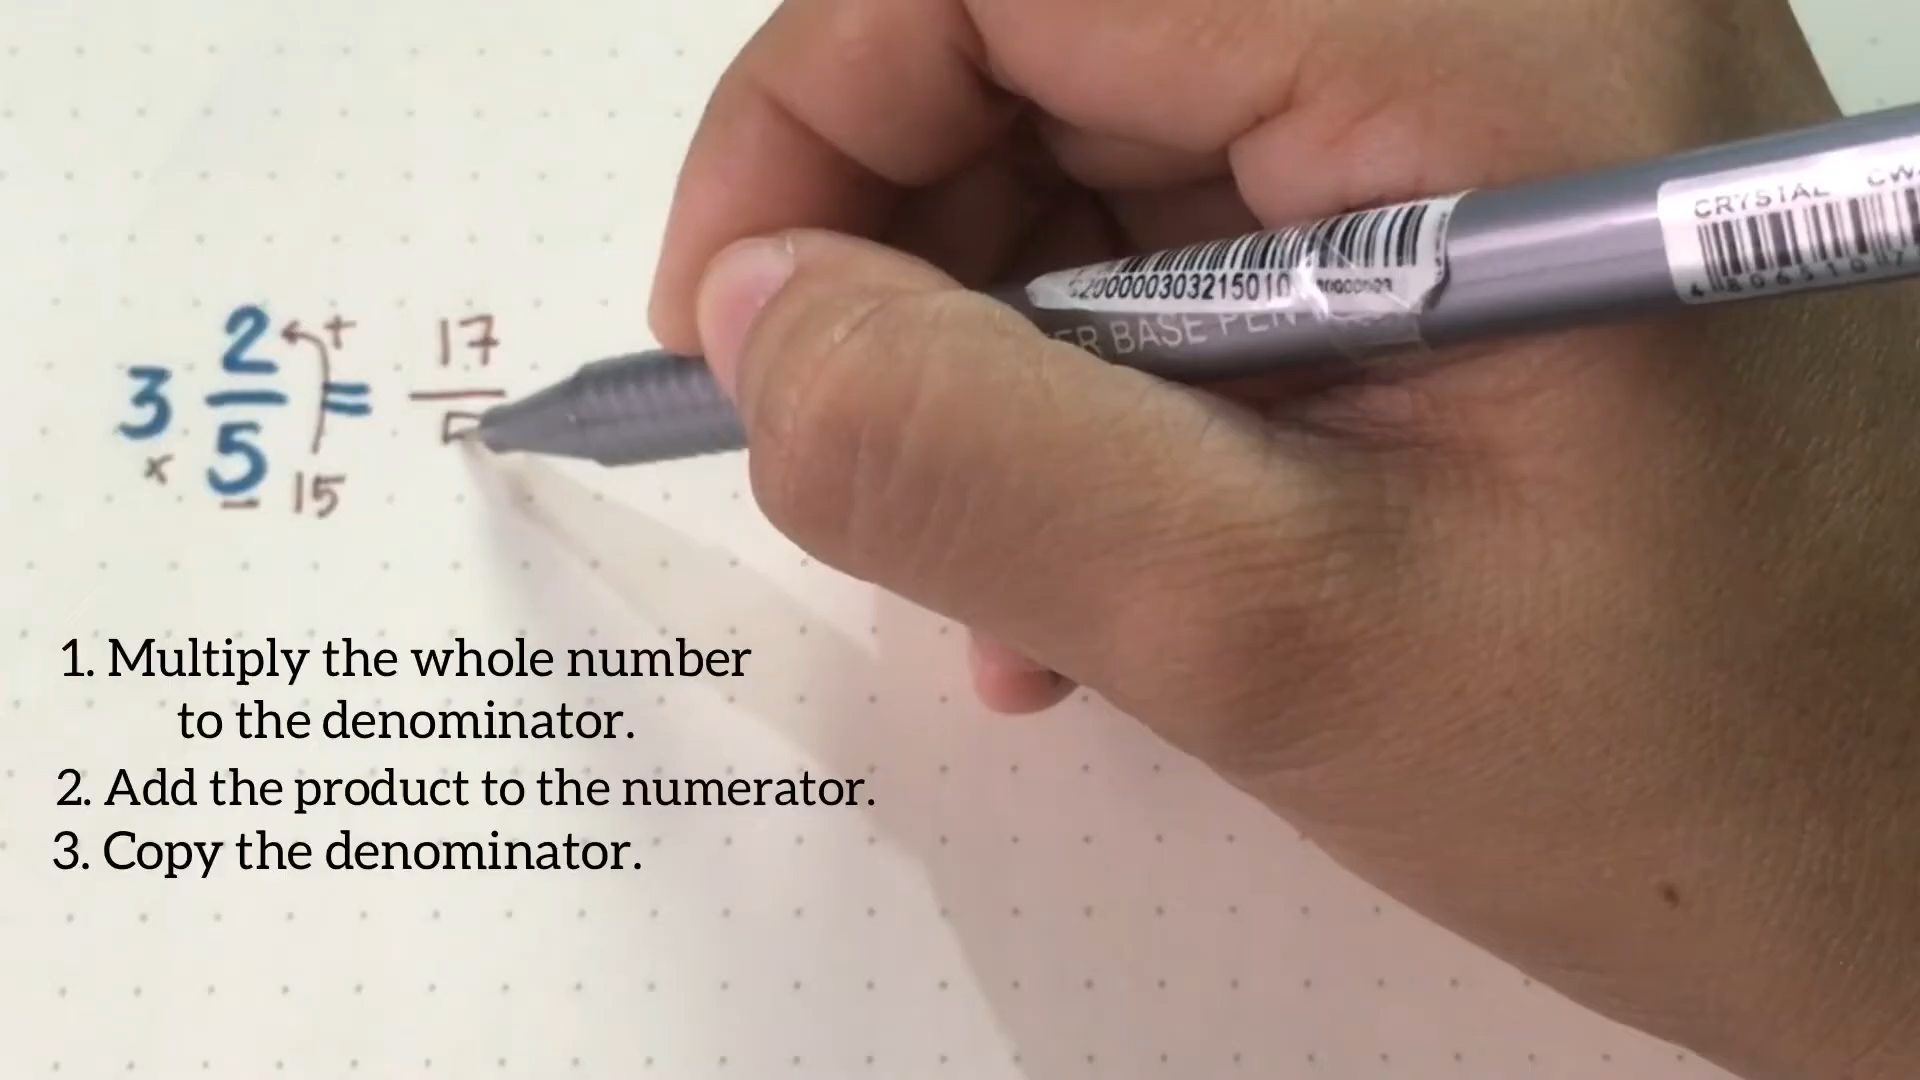 3 2/5 = 17/5
+
x
15
1. Multiply the whole number
to the denominator.
2. Add the product to the numerator.
3. Copy the denominator.
BASE PEN
CRYSTAL